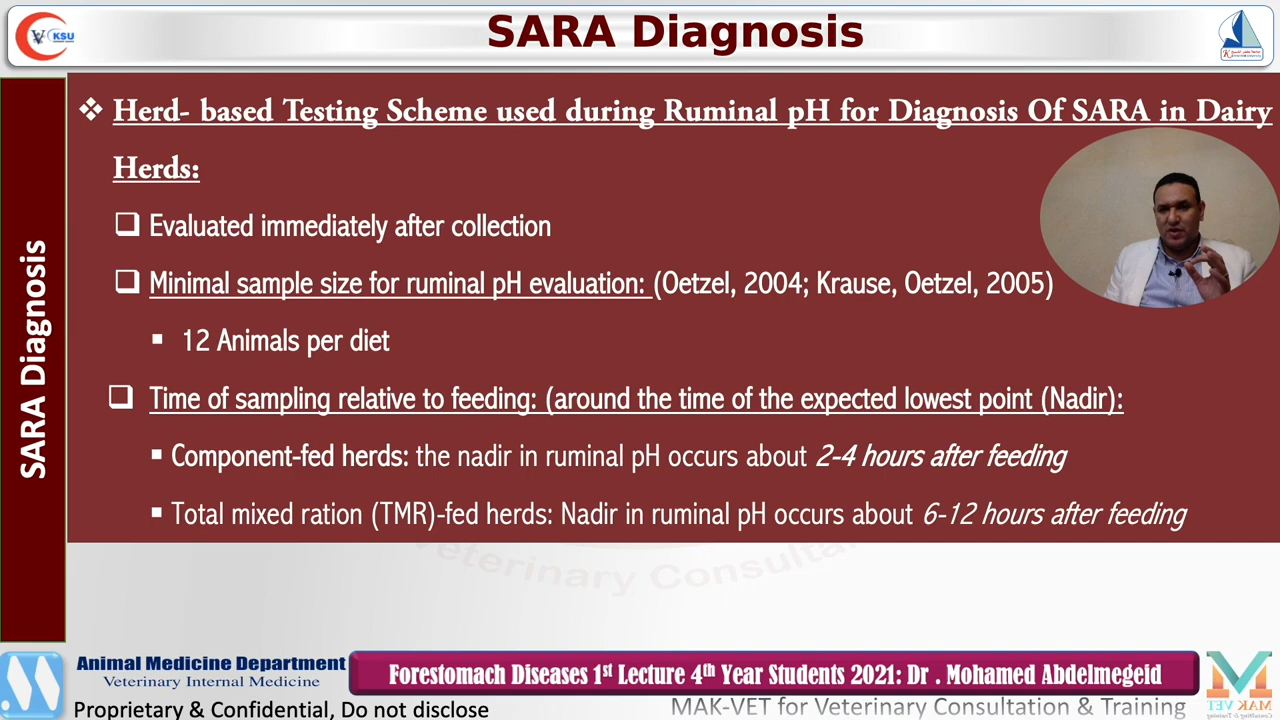 SARA Diagnosis
KSU
SARA Diagnosis
❖ Herd- based Testing Scheme used during Ruminal pH for Diagnosis Of SARA in Dairy
Herds:
❑ Evaluated immediately after collection
❑ Minimal sample size for ruminal pH evaluation: (Oetzel, 2004; Krause, Oetzel, 2005)
▪ 12 Animals per diet
❑ Time of sampling relative to feeding: (around the time of the expected lowest point (Nadir):
▪ Component-fed herds: the nadir in ruminal pH occurs about 2-4 hours after feeding
▪ Total mixed ration (TMR)-fed herds: Nadir in ruminal pH occurs about 6-12 hours after feeding
Veterinary Consulta
Animal Medicine Department
Veterinary Internal Medicine
Forestomach Diseases 1st Lecture 4th Year Students 2021: Dr . Mohamed Abdelmegeid
Proprietary & Confidential, Do not disclose
MAK-VET for Veterinary Consultation & Training
MAK VET